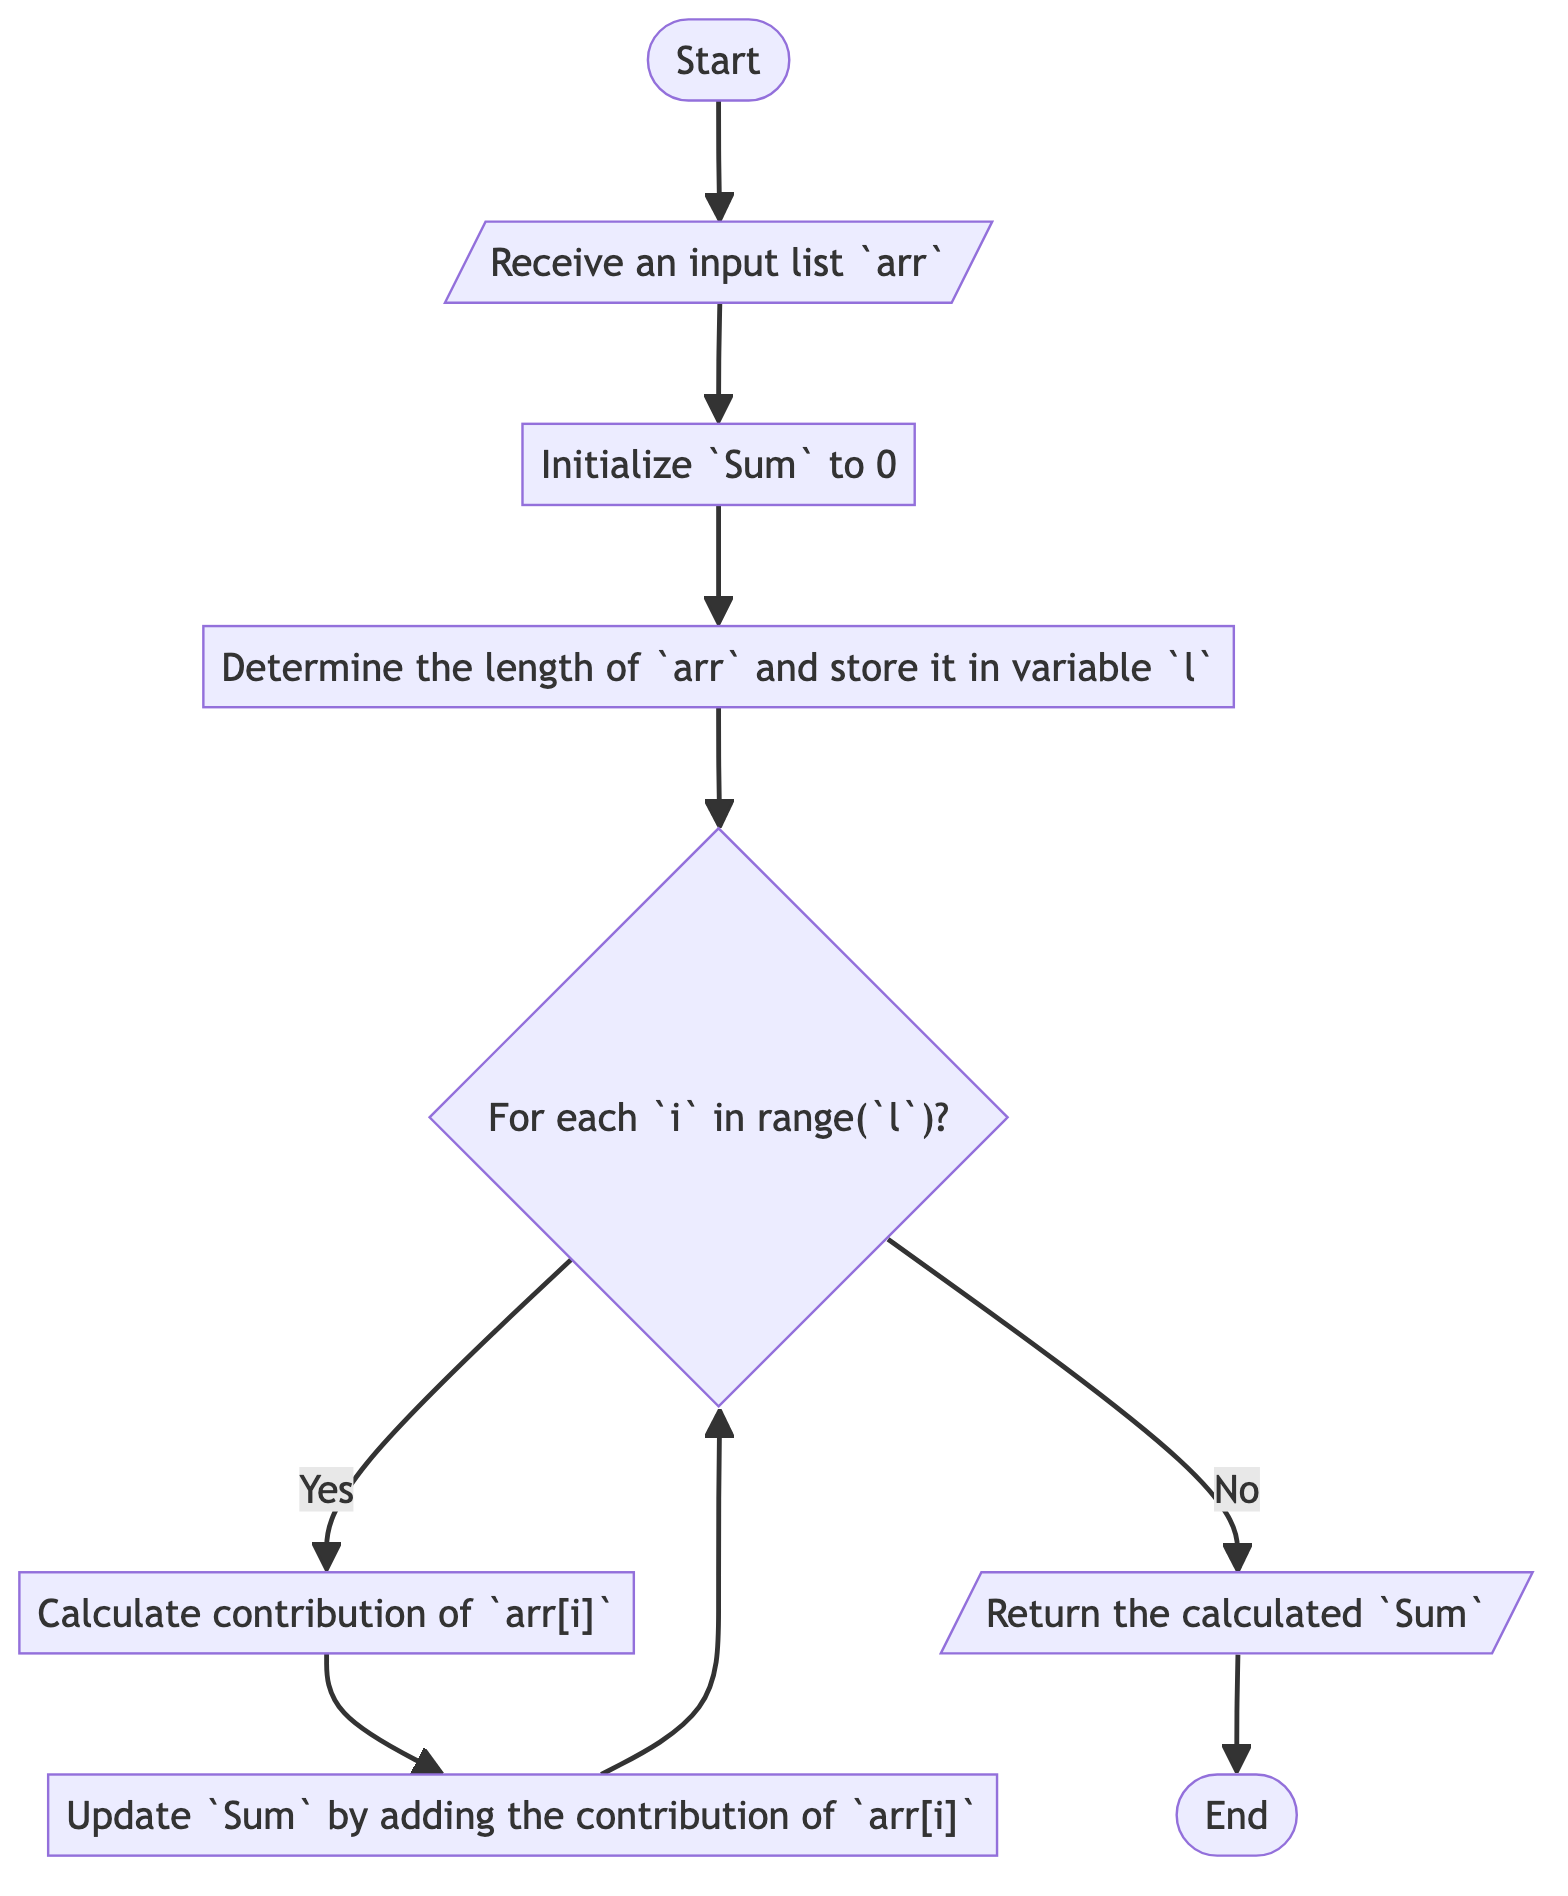 Start
Receive an input list `arr`
Initialize `Sum` to 0
Determine the length of `arr` and store it in variable `l`
For each `i` in range(`l`)?
Yes
No
Calculate contribution of `arr[i]`
Return the calculated `Sum`
Update `Sum` by adding the contribution of `arr[i]`
End